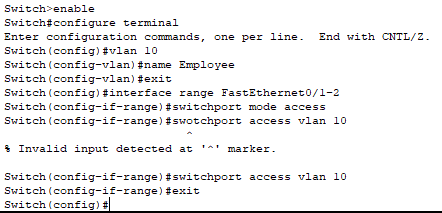 Switch>enable
Switch#configure terminal
Enter configuration commands, one per line.  End with CNTL/Z.
Switch(config)#vlan 10
Switch(config-vlan)#name Employee
Switch(config-vlan)#exit
Switch(config)#interface range FastEthernet0/1-2
Switch(config-if-range)#switchport mode access
Switch(config-if-range)#swotchport access vlan 10
^
% Invalid input detected at '^' marker.
Switch(config-if-range)#switchport access vlan 10
Switch(config-if-range)#exit
Switch(config)#